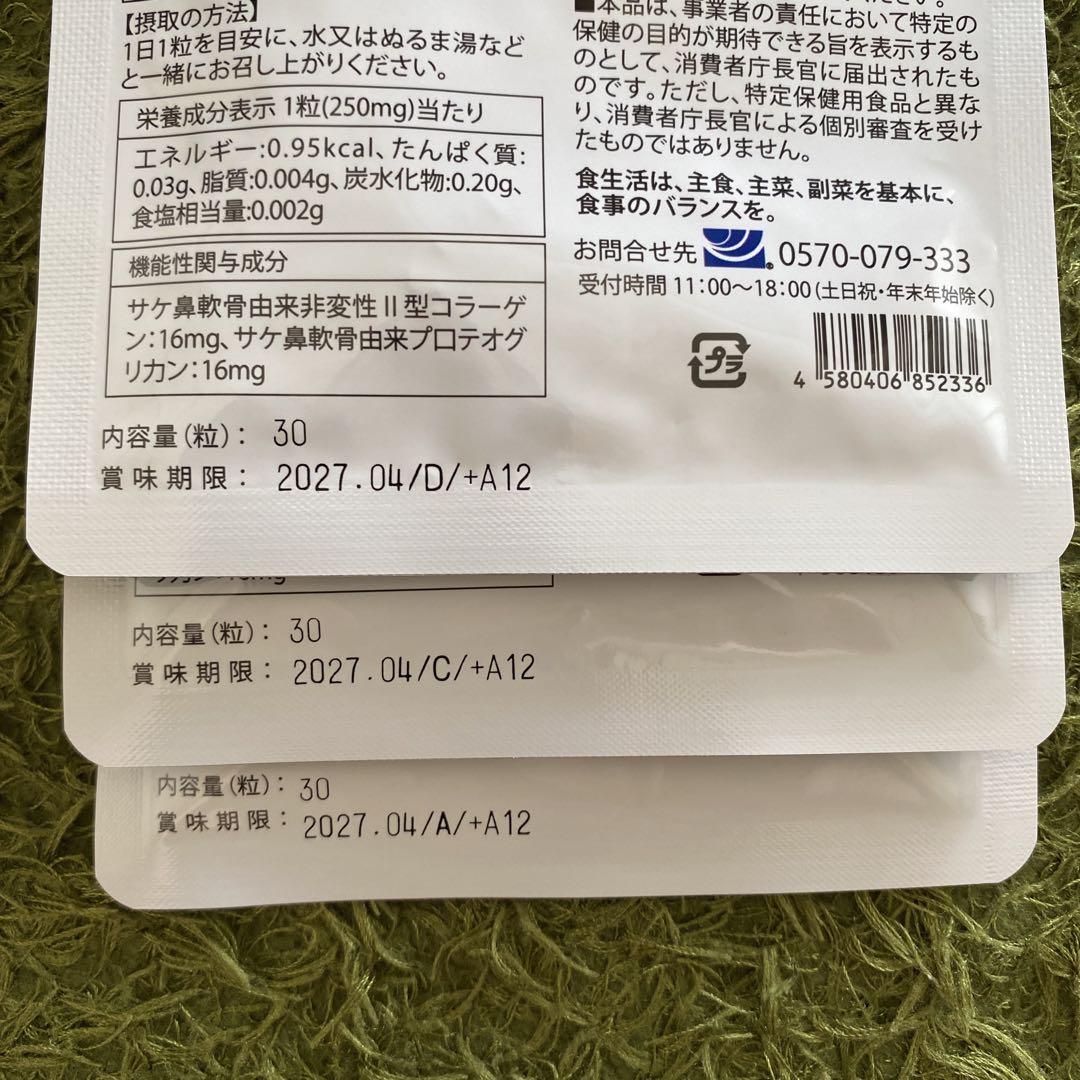 【摂取の方法】
1日1粒を目安に、水又はぬるま湯など
と一緒にお召し上がりください。
栄養成分表示 1粒(250mg)当たり
エネルギー:0.95kcal、たんぱく質:
0.03g、脂質:0.004g、炭水化物:0.20g、
食塩相当量:0.002g
機能性関与成分
サケ鼻軟骨由来非変性Ⅱ型コラーゲ
ン:16mg、サケ鼻軟骨由来プロテオグ
リカン:16mg
内容量(粒): 30
賞味期限: 2027.04/D/+A12
ください。
■本品は、事業者の責任において特定の
保健の目的が期待できる旨を表示するも
のとして、消費者庁長官に届出されたも
のです。ただし、特定保健用食品と異な
り、消費者庁長官による個別審査を受け
たものではありません。
食生活は、主食、主菜、副菜を基本に、
食事のバランスを。
お問合せ先 0570-079-333
受付時間 11:00～18:00(土日祝・年末年始除く)
プラ
4 580406 852336
内容量(粒): 30
賞味期限: 2027.04/C/+A12
内容量(粒): 30
賞味期限: 2027.04/A/+A12